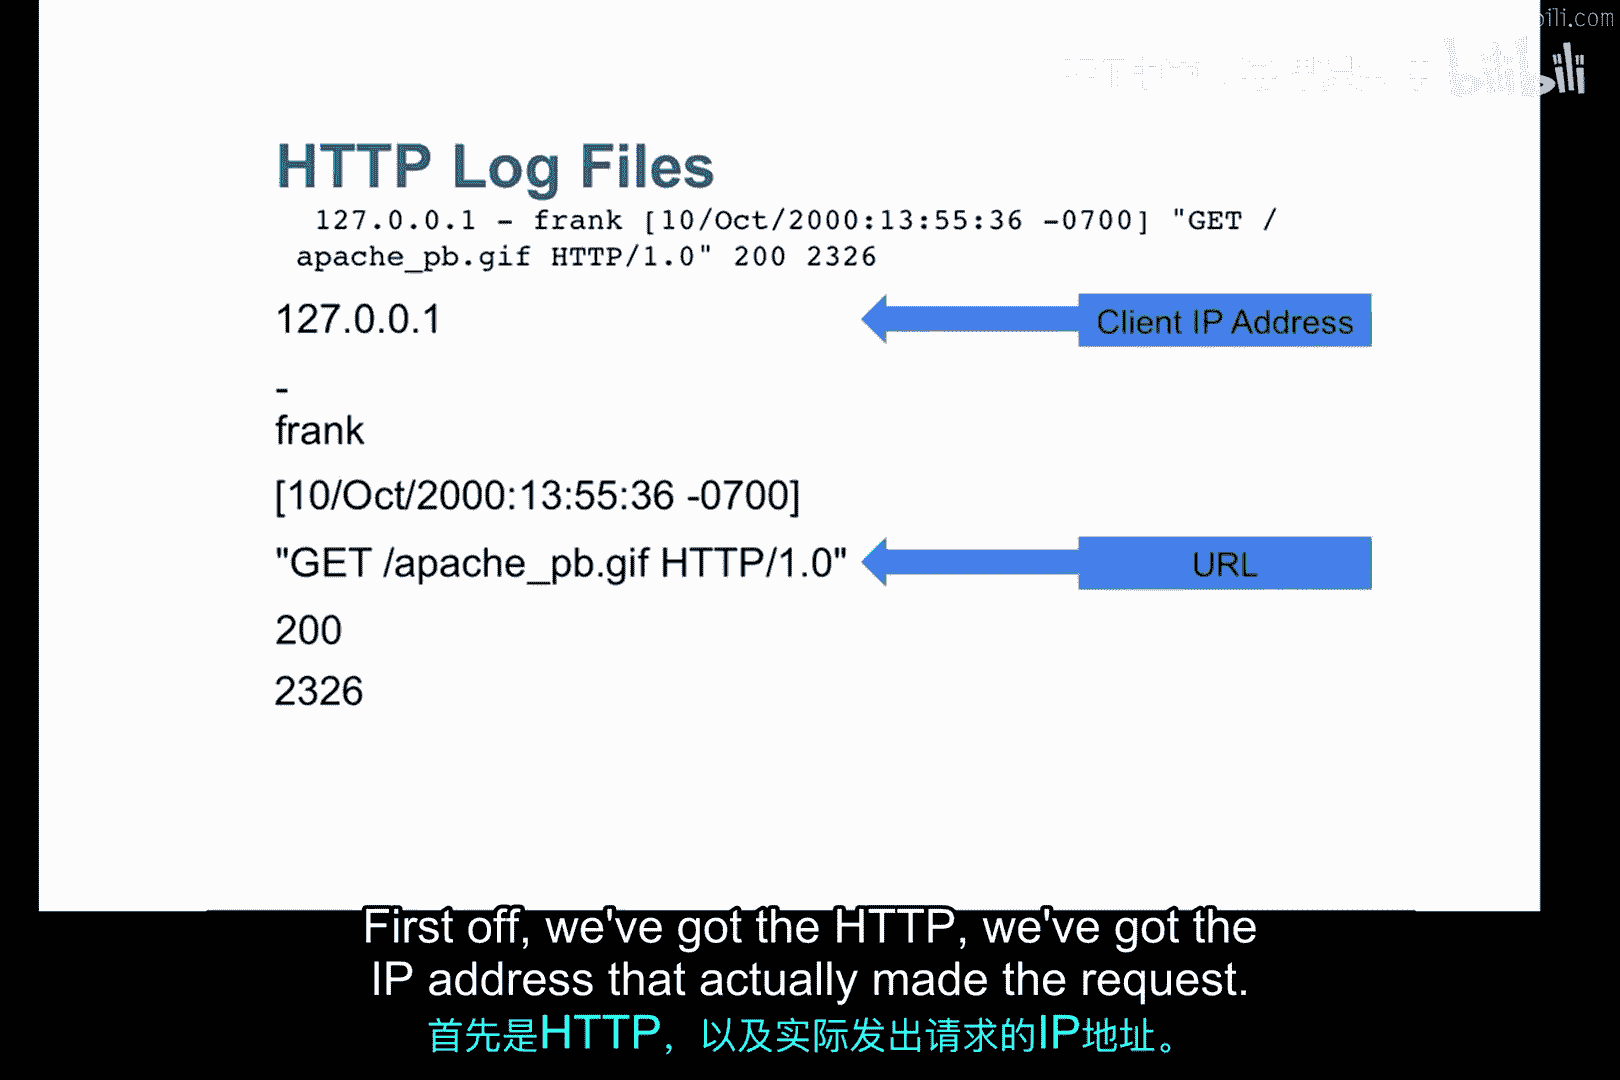 bili.com
bilibili
HTTP Log Files
127.0.0.1 - frank [10/Oct/2000:13:55:36 -0700] "GET /
apache_pb.gif HTTP/1.0" 200 2326
127.0.0.1
Client IP Address
-
frank
[10/Oct/2000:13:55:36 -0700]
"GET /apache_pb.gif HTTP/1.0"
URL
200
2326
First off, we've got the HTTP, we've got the
IP address that actually made the request.
首先是HTTP，以及实际发出请求的IP地址。